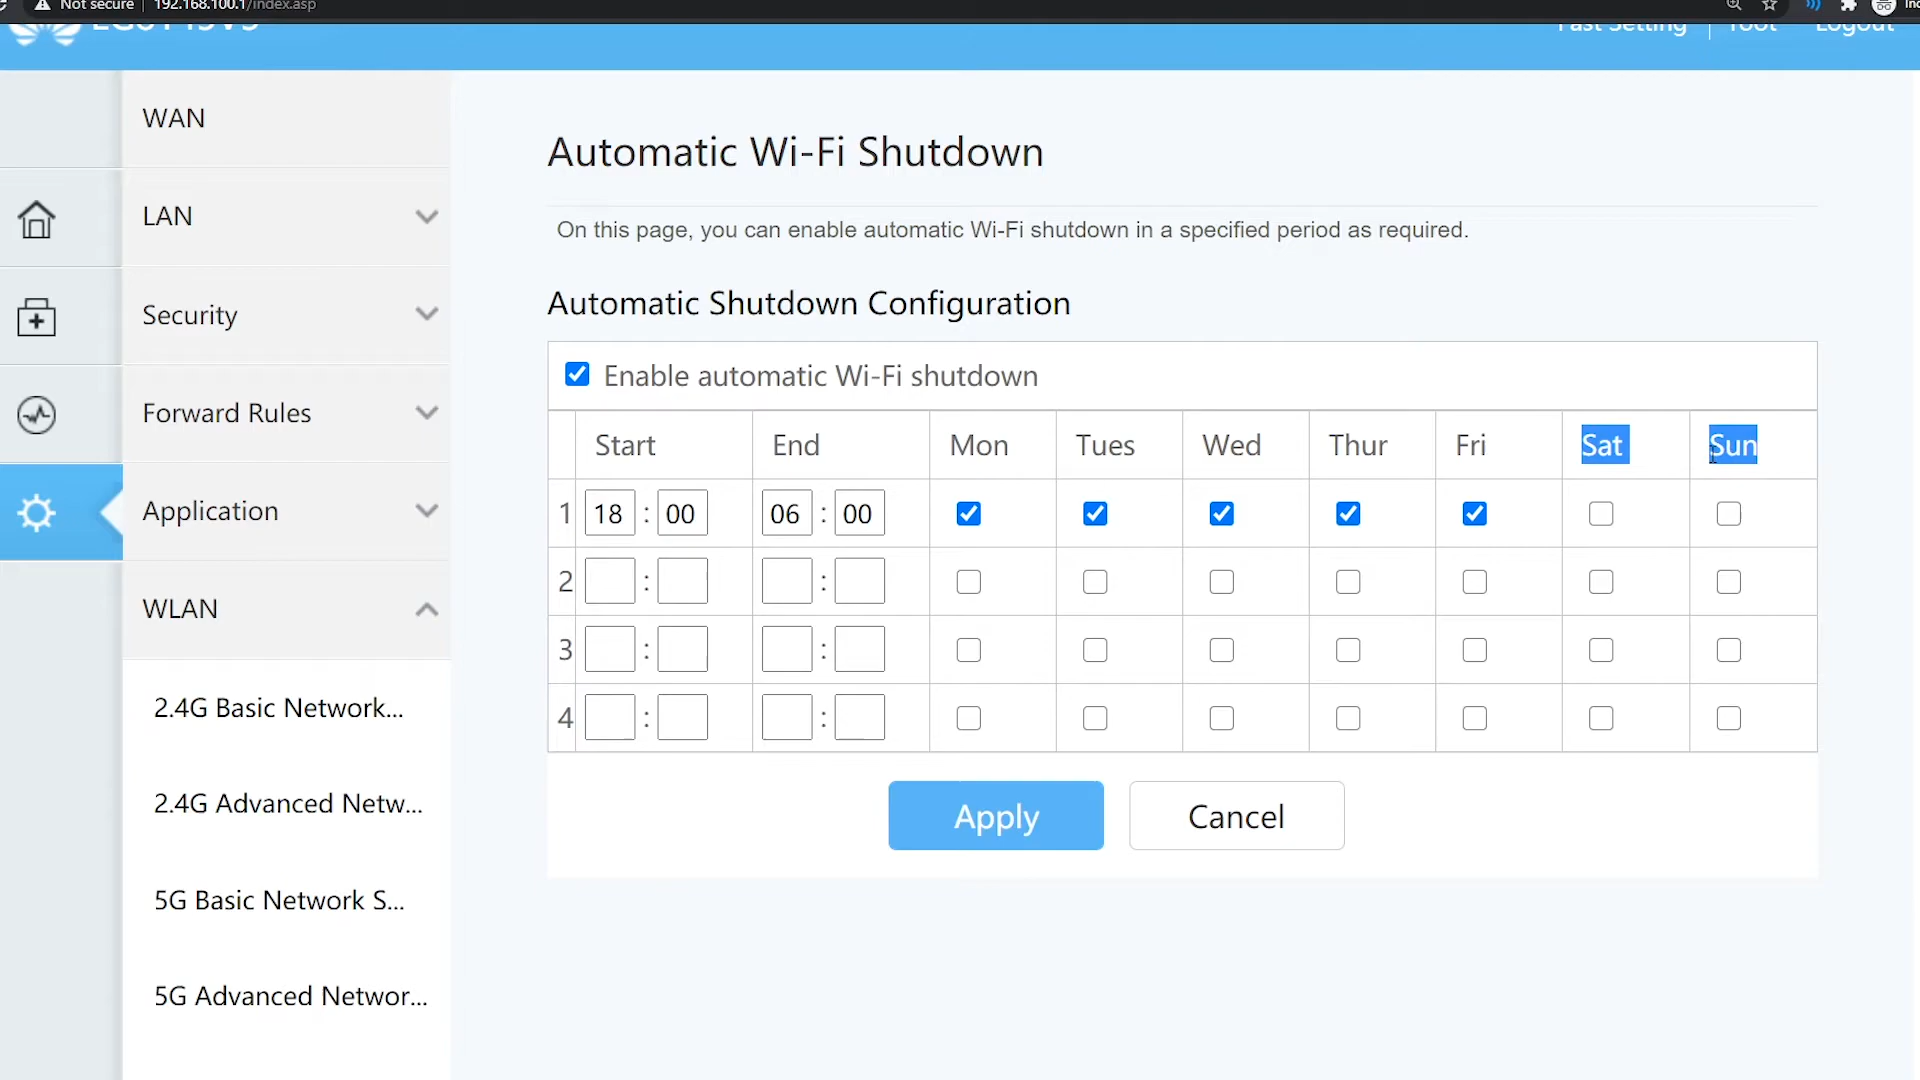 Not secure 192.168.100.1/index.asp
Fast Setting Logout
WAN
LAN
Security
Forward Rules
Application
WLAN
2.4G Basic Network...
2.4G Advanced Netw...
5G Basic Network S...
5G Advanced Networ...
Automatic Wi-Fi Shutdown
On this page, you can enable automatic Wi-Fi shutdown in a specified period as required.
Automatic Shutdown Configuration
Enable automatic Wi-Fi shutdown
Start End Mon Tues Wed Thur Fri Sat Sun
1 18 : 00 06 : 00
2 : :
3 : :
4 : :
Apply Cancel